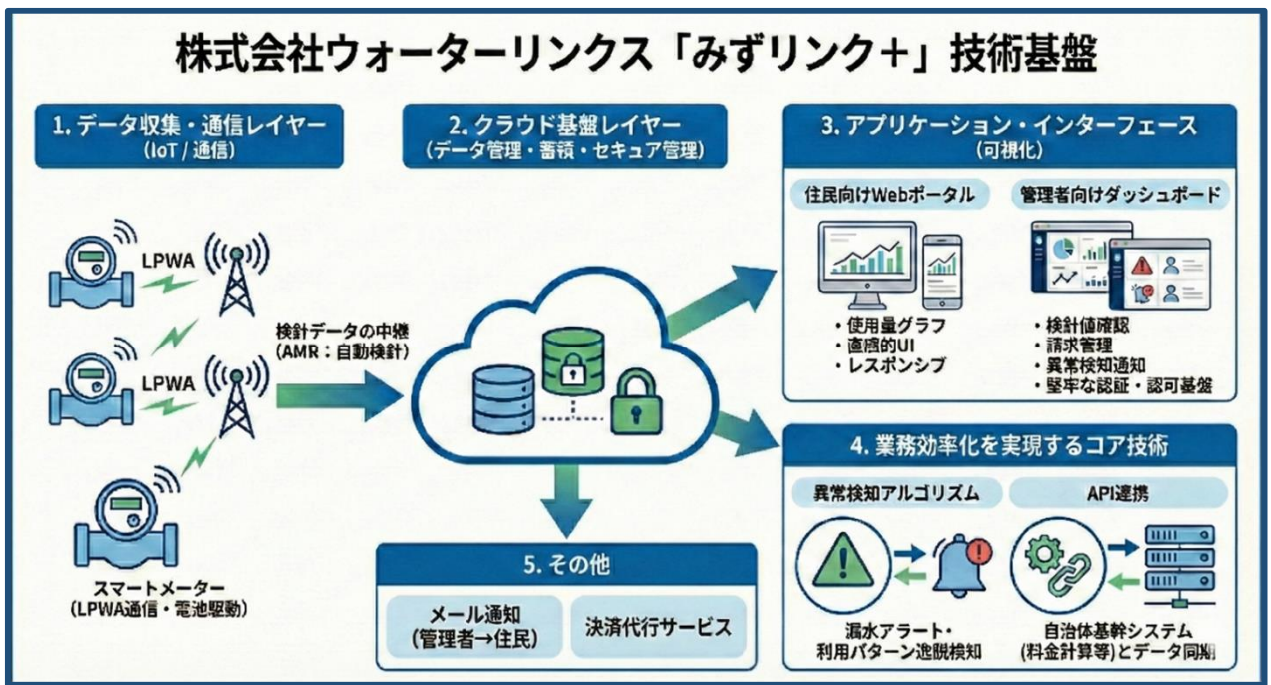 株式会社ウォーターリンクス「みずリンク＋」技術基盤
1. データ収集・通信レイヤー
(IoT / 通信)
LPWA
LPWA
検針データの中継
(AMR：自動検針)
スマートメーター
(LPWA通信・電池駆動)
2. クラウド基盤レイヤー
(データ管理・蓄積・セキュア管理)
3. アプリケーション・インターフェース
(可視化)
住民向けWebポータル
・使用量グラフ
・直感的UI
・レスポンシブ
管理者向けダッシュボード
・検針値確認
・請求管理
・異常検知通知
・堅牢な認証・認可基盤
4. 業務効率化を実現するコア技術
異常検知アルゴリズム
漏水アラート・
利用パターン逸脱検知
API連携
自治体基幹システム
(料金計算等)とデータ同期
5. その他
メール通知
(管理者→住民)
決済代行サービス